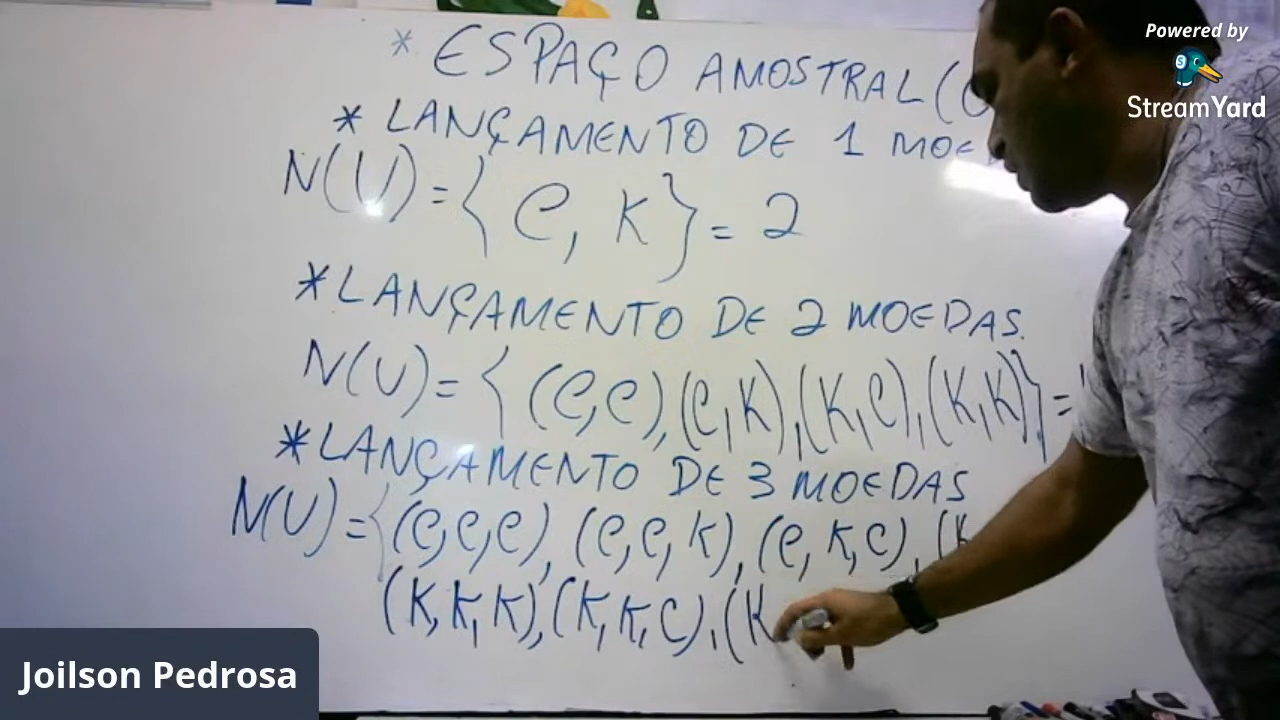 Powered by
StreamYard
* ESPAÇO AMOSTRAL (
* LANÇAMENTO DE 1
N(U) = { C, K } = 2
* LANÇAMENTO DE 2 MOEDAS.
N(U) = { (C,C), (C,K), (K,C), (K,K) } =
* LANÇAMENTO DE 3 MOEDAS
N(U) = { (C,C,C), (C,C,K), (C,K,C), (K
(K,K,K), (K,K,C), (K
Joilson Pedrosa